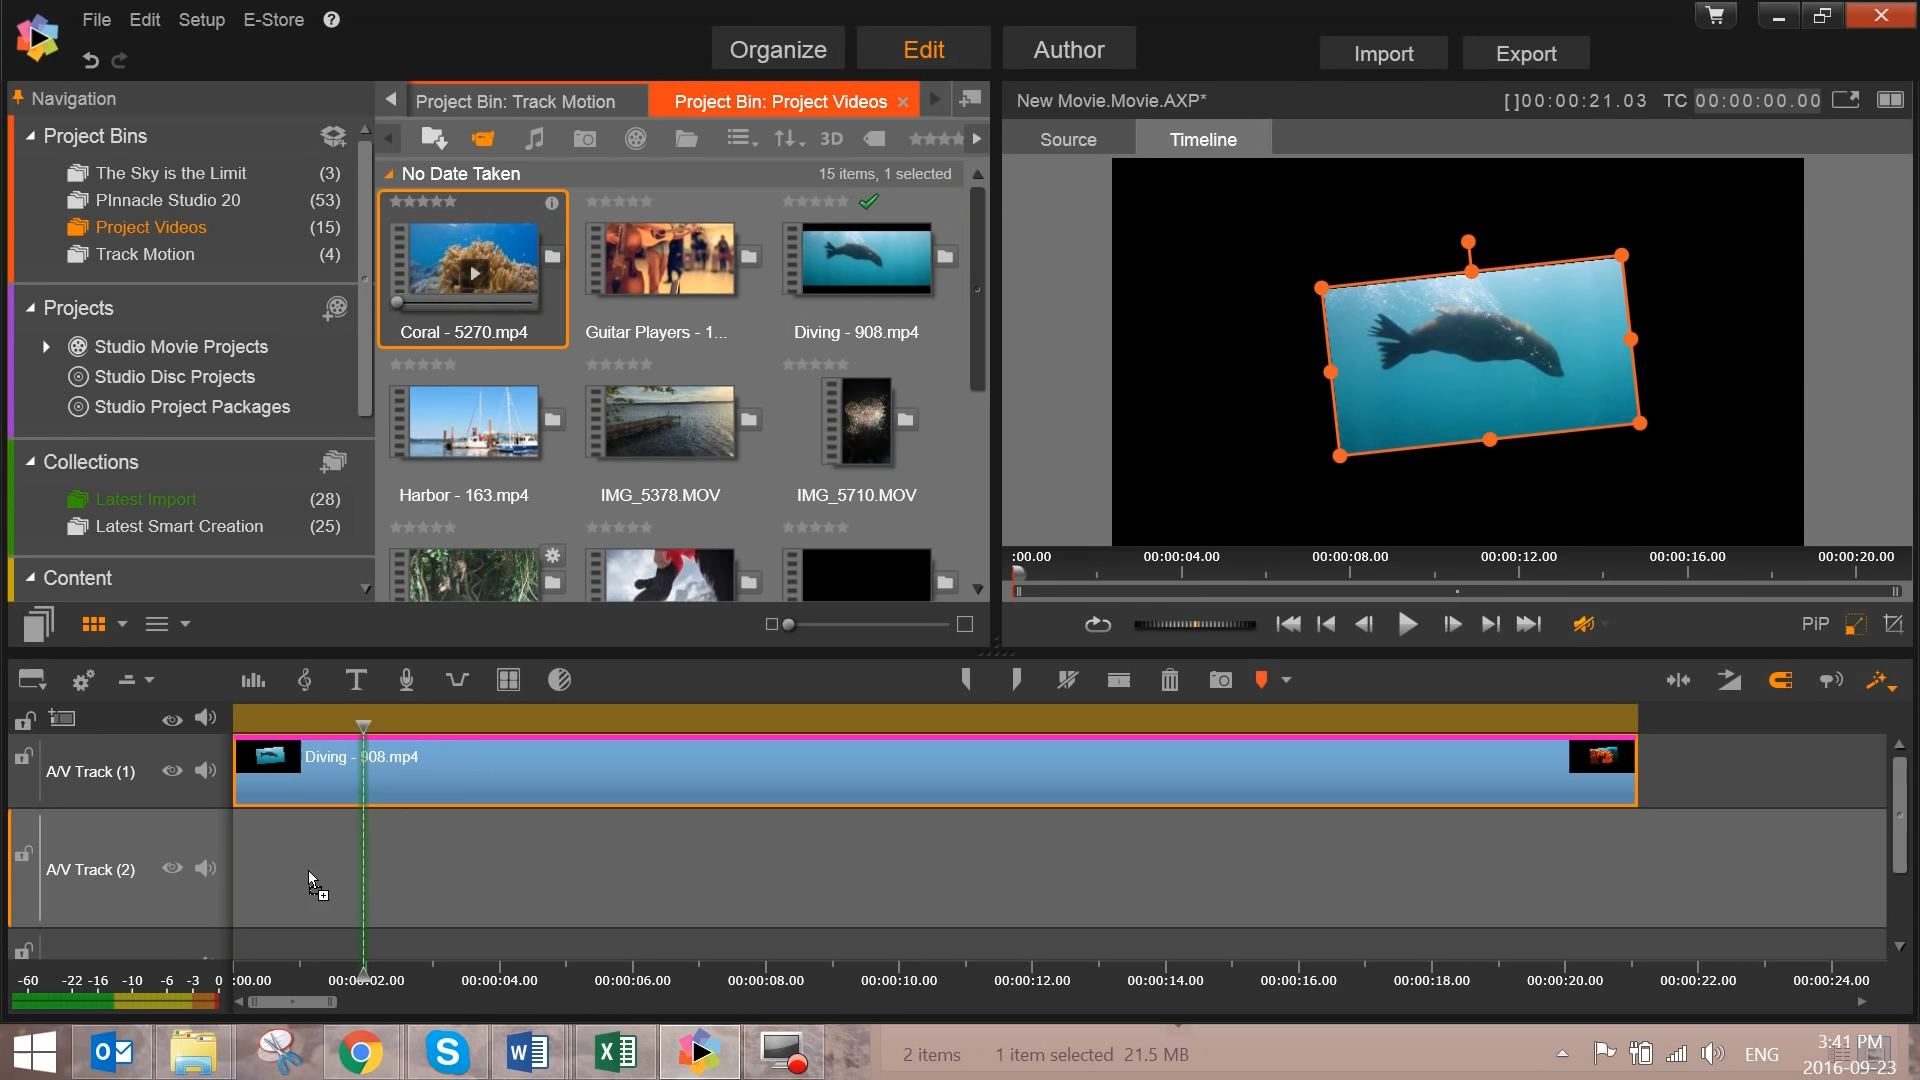 File Edit Setup E-Store ?
Organize Edit Author Import Export
Navigation
Project Bins
The Sky is the Limit (3)
PInnacle Studio 20 (53)
Project Videos (15)
Track Motion (4)
Projects
Studio Movie Projects
Studio Disc Projects
Studio Project Packages
Collections
Latest Import (28)
Latest Smart Creation (25)
Content
Project Bin: Track Motion Project Bin: Project Videos
3D
No Date Taken 15 items, 1 selected
Coral - 5270.mp4 Guitar Players - 1... Diving - 908.mp4
Harbor - 163.mp4 IMG_5378.MOV IMG_5710.MOV
New Movie.Movie.AXP* [ ]00:00:21.03 TC 00:00:00.00
Source Timeline
:00.00 00:00:04.00 00:00:08.00 00:00:12.00 00:00:16.00 00:00:20.00
PiP
A/V Track (1) Diving - 908.mp4
A/V Track (2)
-60 -22 -16 -10 -6 -3 0 :00.00 00:00:02.00 00:00:04.00 00:00:06.00 00:00:08.00 00:00:10.00 00:00:12.00 00:00:14.00 00:00:16.00 00:00:18.00 00:00:20.00 00:00:22.00 00:00:24.00
2 items 1 item selected 21.5 MB
ENG
3:41 PM
2016-09-23